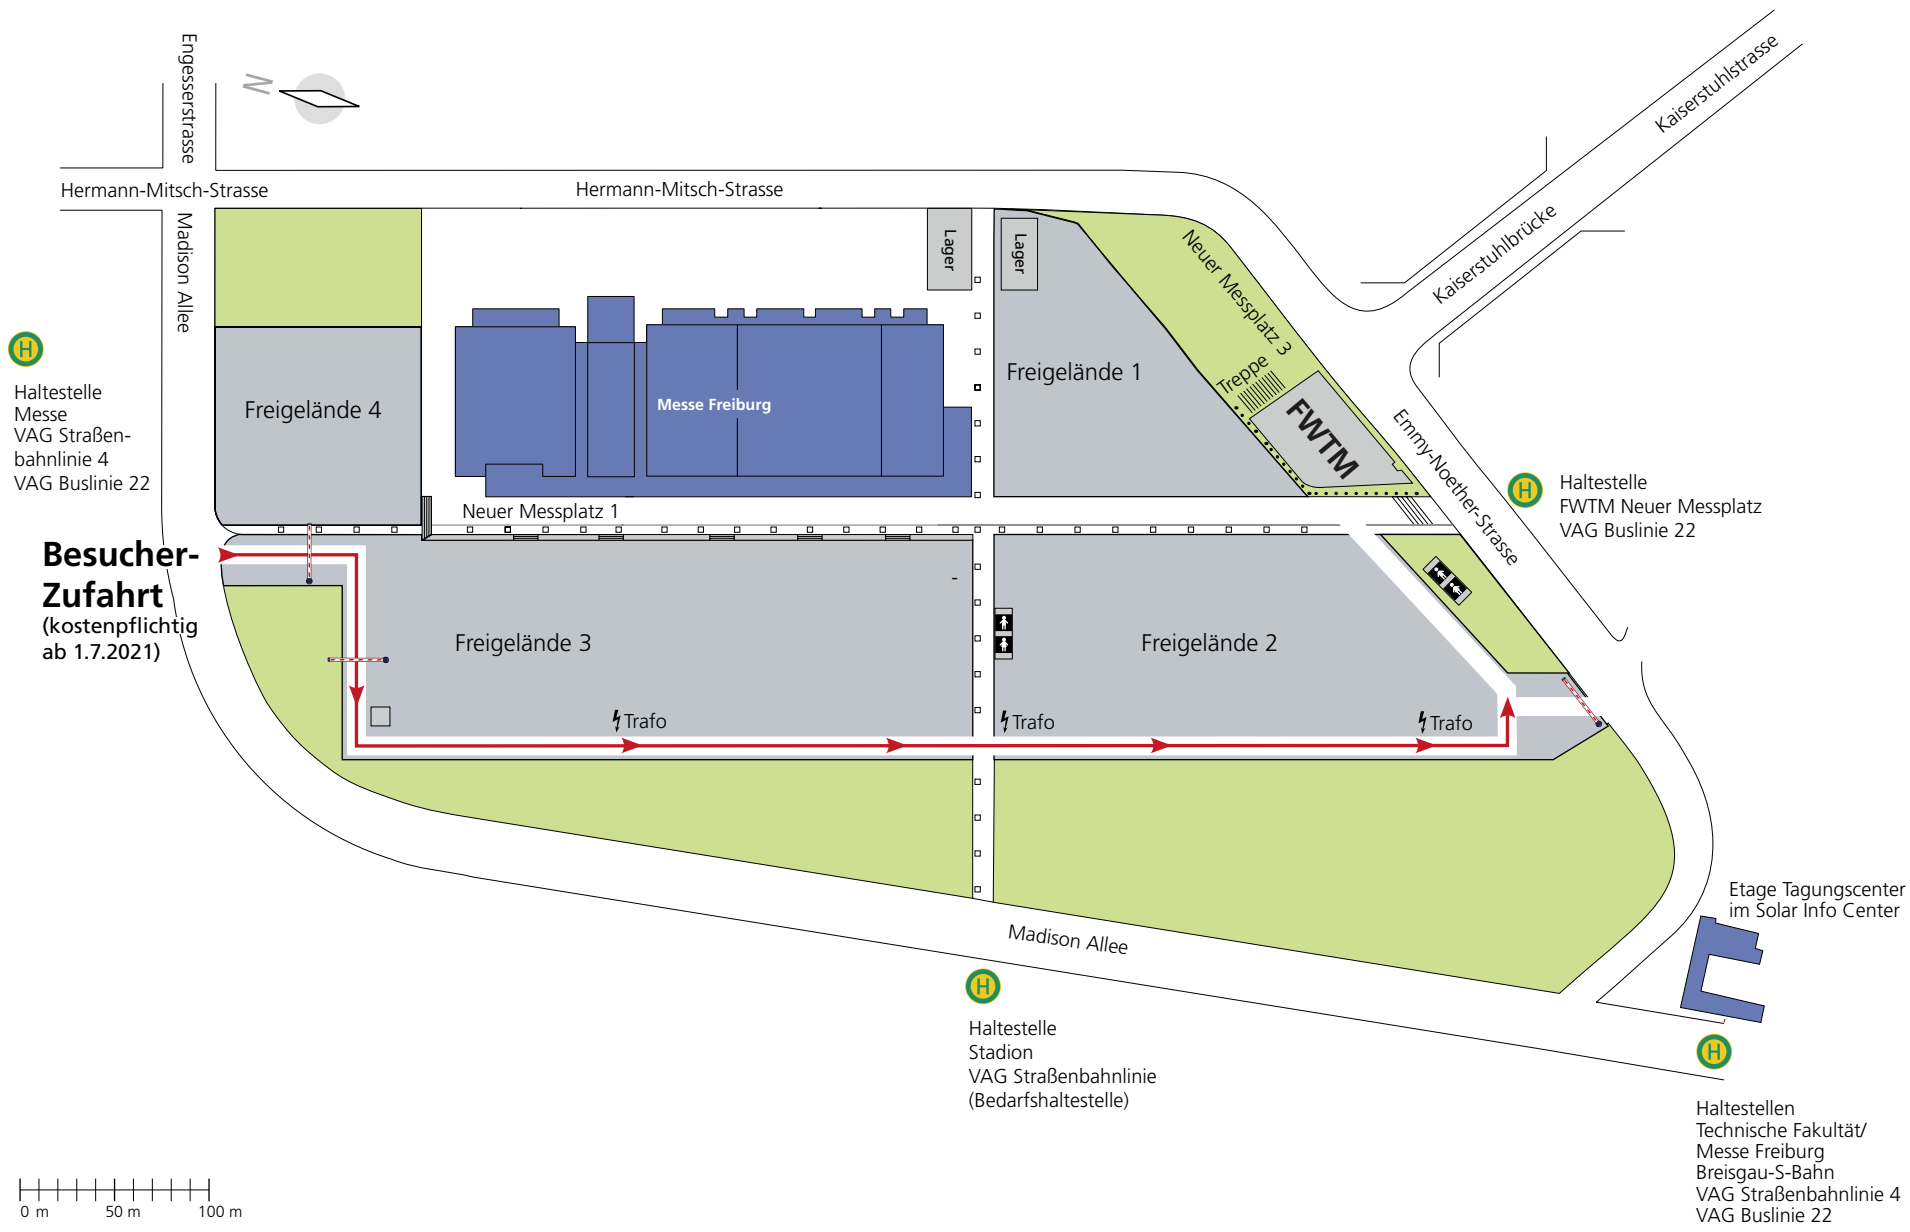 Engesserstrasse
N
Kaiserstuhlstrasse
Hermann-Mitsch-Strasse
Hermann-Mitsch-Strasse
Kaiserstuhlbrücke
Madison Allee
Lager
Lager
Neuer Messplatz 3
Treppe
FWTM
Freigelände 1
Freigelände 4
Messe Freiburg
H
Haltestelle
Messe
VAG Straßen-
bahnlinie 4
VAG Buslinie 22
Emmy-Noether-Strasse
H
Haltestelle
FWTM Neuer Messplatz
VAG Buslinie 22
Neuer Messplatz 1
Besucher-
Zufahrt
(kostenpflichtig
ab 1.7.2021)
Freigelände 3
Freigelände 2
Trafo
Trafo
Trafo
Etage Tagungscenter
im Solar Info Center
Madison Allee
H
Haltestelle
Stadion
VAG Straßenbahnlinie
(Bedarfshaltestelle)
H
Haltestellen
Technische Fakultät/
Messe Freiburg
Breisgau-S-Bahn
VAG Straßenbahnlinie 4
VAG Buslinie 22
0 m 50 m 100 m